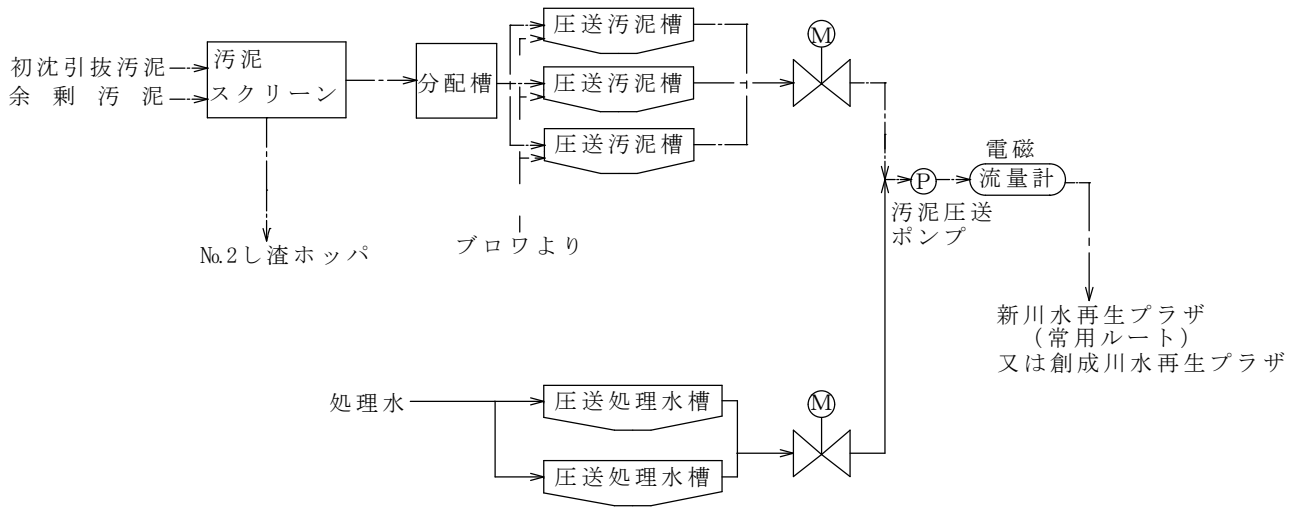 圧送汚泥槽
M
初沈引抜汚泥
余剰汚泥
汚泥
スクリーン
分配槽
圧送汚泥槽
圧送汚泥槽
電磁
流量計
P
汚泥圧送
ポンプ
№2し渣ホッパ
ブロワより
新川水再生プラザ
（常用ルート）
又は創成川水再生プラザ
処理水
圧送処理水槽
M
圧送処理水槽